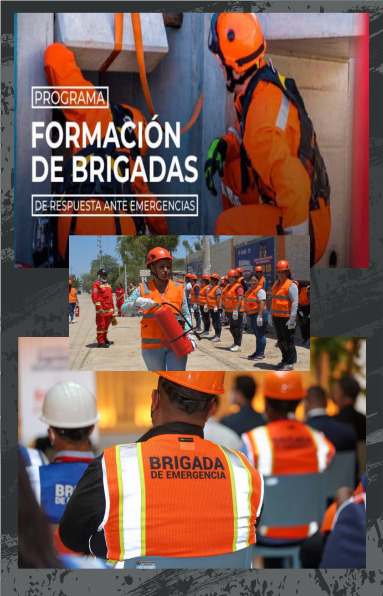 PROGRAMA
FORMACIÓN
DE BRIGADAS
DE RESPUESTA ANTE EMERGENCIAS
BRIGADA
DE EMERGENCIA